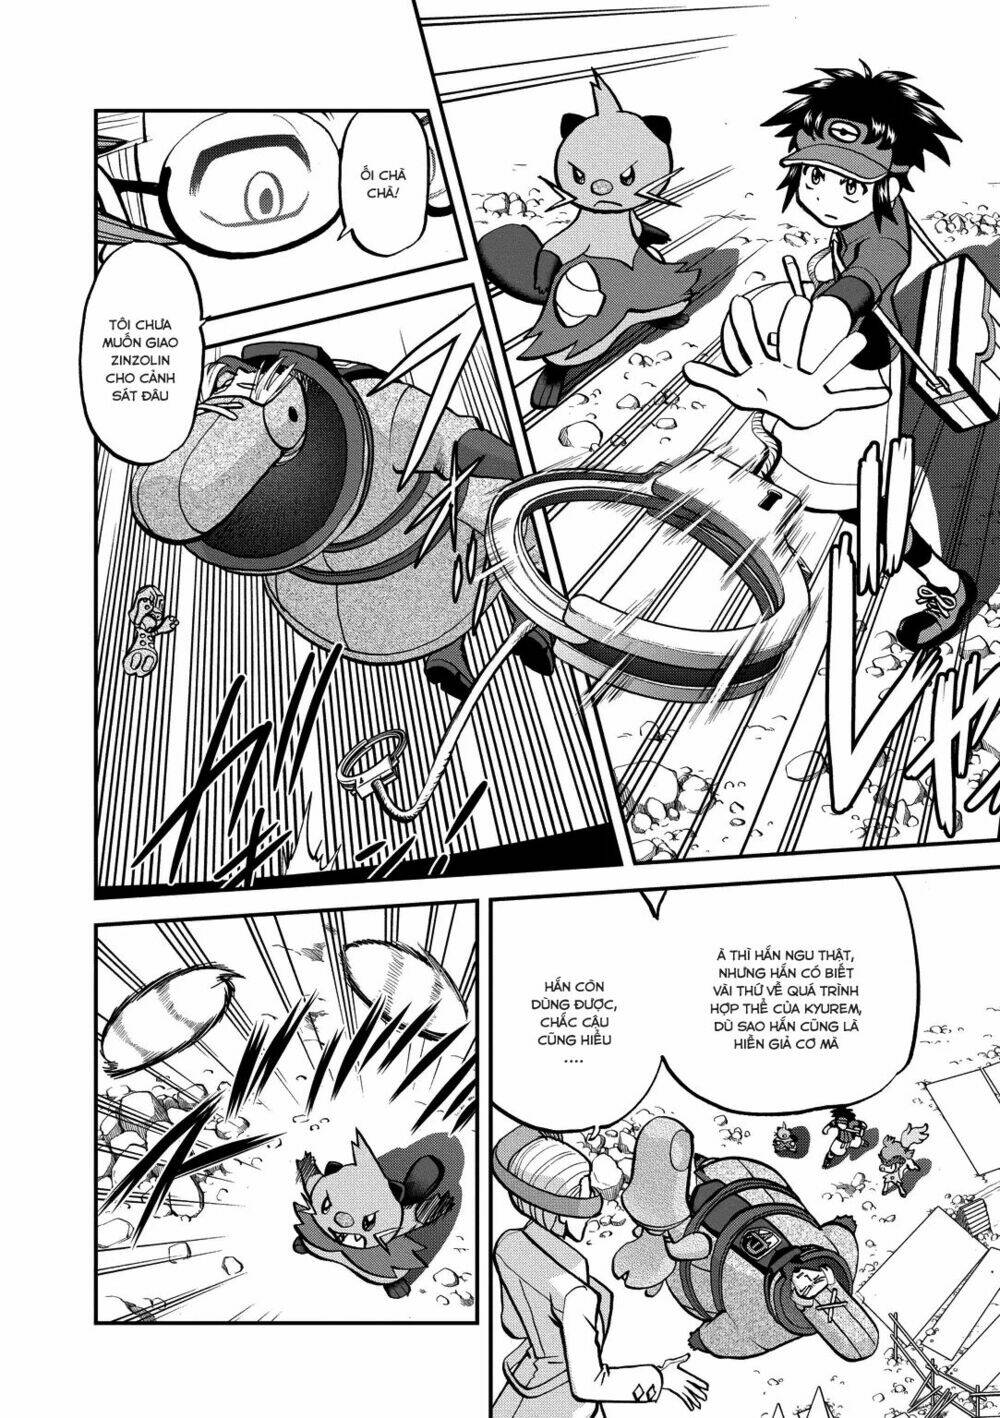 ỐI CHÀ
CHÀ!
TÔI CHƯA
MUỐN GIAO
ZINZOLIN
CHO CẢNH
SÁT ĐÂU
À THÌ HẮN NGU THẬT,
NHƯNG HẮN CÓ BIẾT
VÀI THỨ VỀ QUÁ TRÌNH
HỢP THỂ CỦA KYUREM,
DÙ SAO HẮN CŨNG LÀ
HIỀN GIẢ CƠ MÀ
HẮN CÒN
DÙNG ĐƯỢC,
CHẮC CẬU
CŨNG HIỂU
....